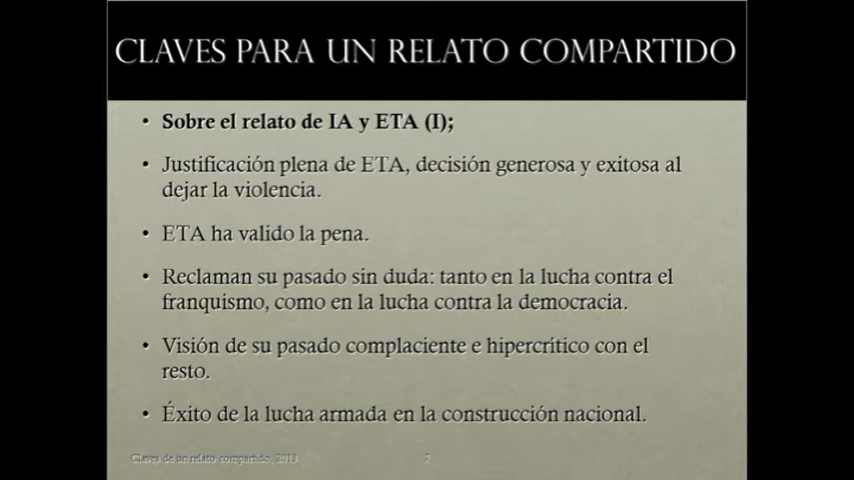 CLAVES PARA UN RELATO COMPARTIDO
• Sobre el relato de IA y ETA (I);
• Justificación plena de ETA, decisión generosa y exitosa al
dejar la violencia.
• ETA ha valido la pena.
• Reclaman su pasado sin duda: tanto en la lucha contra el
franquismo, como en la lucha contra la democracia.
• Visión de su pasado complaciente e hipercrítico con el
resto.
• Éxito de la lucha armada en la construcción nacional.
Claves de un relato compartido, 2013
7